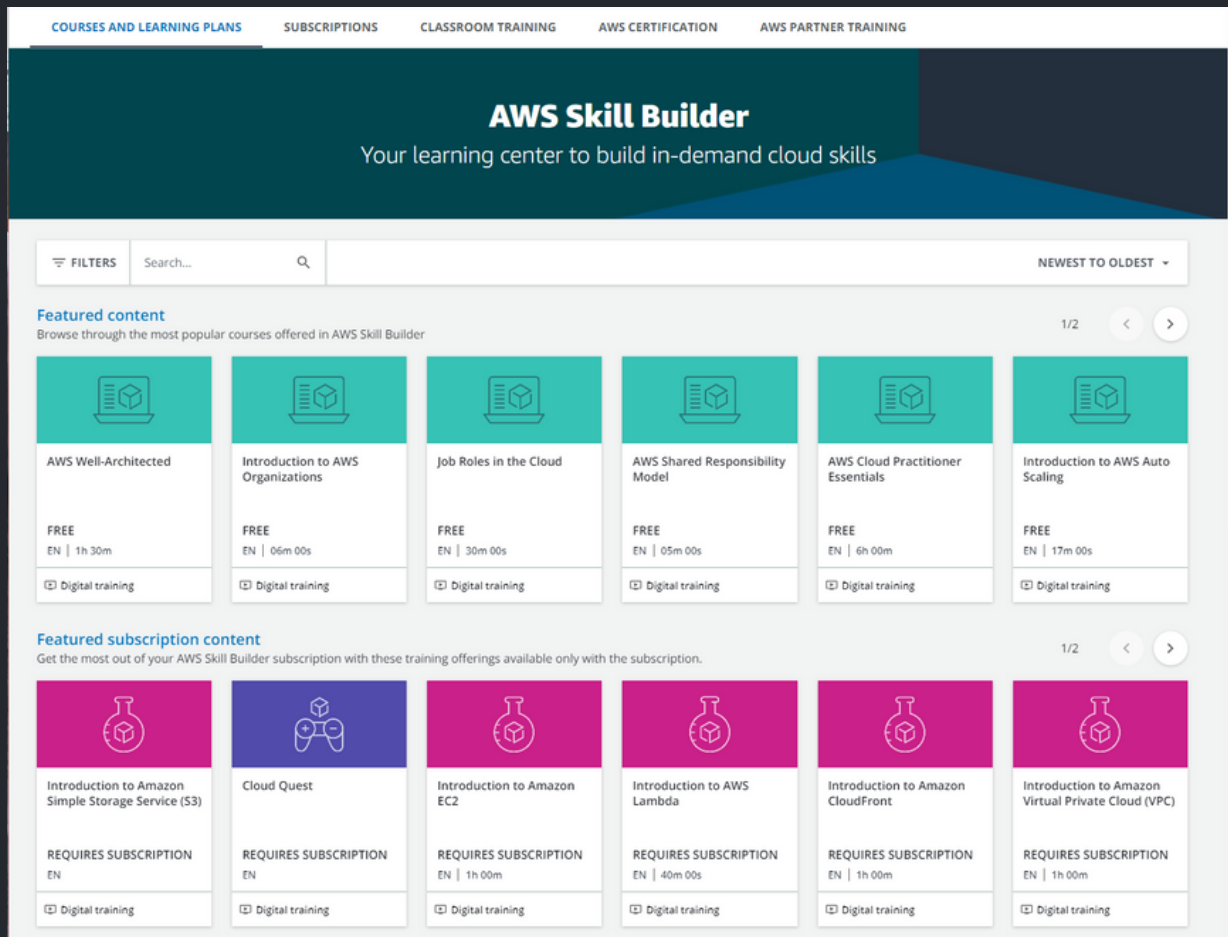 COURSES AND LEARNING PLANS SUBSCRIPTIONS CLASSROOM TRAINING AWS CERTIFICATION AWS PARTNER TRAINING
AWS Skill Builder
Your learning center to build in-demand cloud skills
FILTERS Search... NEWEST TO OLDEST
Featured content
Browse through the most popular courses offered in AWS Skill Builder
1/2
AWS Well-Architected
FREE
EN | 1h 30m
Digital training
Introduction to AWS
Organizations
FREE
EN | 06m 00s
Digital training
Job Roles in the Cloud
FREE
EN | 30m 00s
Digital training
AWS Shared Responsibility
Model
FREE
EN | 05m 00s
Digital training
AWS Cloud Practitioner
Essentials
FREE
EN | 6h 00m
Digital training
Introduction to AWS Auto
Scaling
FREE
EN | 17m 00s
Digital training
Featured subscription content
Get the most out of your AWS Skill Builder subscription with these training offerings available only with the subscription.
1/2
Introduction to Amazon
Simple Storage Service (S3)
REQUIRES SUBSCRIPTION
EN
Digital training
Cloud Quest
REQUIRES SUBSCRIPTION
EN
Digital training
Introduction to Amazon
EC2
REQUIRES SUBSCRIPTION
EN | 1h 00m
Digital training
Introduction to AWS
Lambda
REQUIRES SUBSCRIPTION
EN | 40m 00s
Digital training
Introduction to Amazon
CloudFront
REQUIRES SUBSCRIPTION
EN | 1h 00m
Digital training
Introduction to Amazon
Virtual Private Cloud (VPC)
REQUIRES SUBSCRIPTION
EN | 1h 00m
Digital training